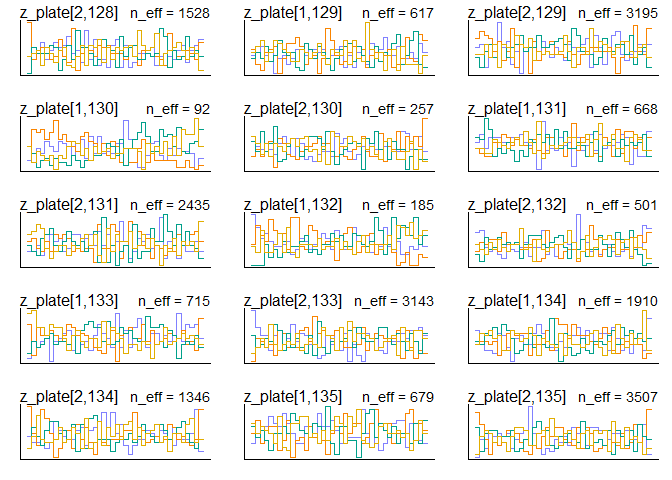 z_plate[2,128] n_eff = 1528 z_plate[1,129] n_eff = 617 z_plate[2,129] n_eff = 3195
z_plate[1,130] n_eff = 92 z_plate[2,130] n_eff = 257 z_plate[1,131] n_eff = 668
z_plate[2,131] n_eff = 2435 z_plate[1,132] n_eff = 185 z_plate[2,132] n_eff = 501
z_plate[1,133] n_eff = 715 z_plate[2,133] n_eff = 3143 z_plate[1,134] n_eff = 1910
z_plate[2,134] n_eff = 1346 z_plate[1,135] n_eff = 679 z_plate[2,135] n_eff = 3507